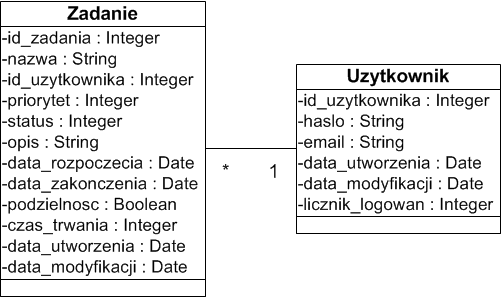 Zadanie
-id_zadania : Integer
-nazwa : String
-id_uzytkownika : Integer
-priorytet : Integer
-status : Integer
-opis : String
-data_rozpoczecia : Date
-data_zakonczenia : Date
-podzielnosc : Boolean
-czas_trwania : Integer
-data_utworzenia : Date
-data_modyfikacji : Date
* 1
Uzytkownik
-id_uzytkownika : Integer
-haslo : String
-email : String
-data_utworzenia : Date
-data_modyfikacji : Date
-licznik_logowan : Integer